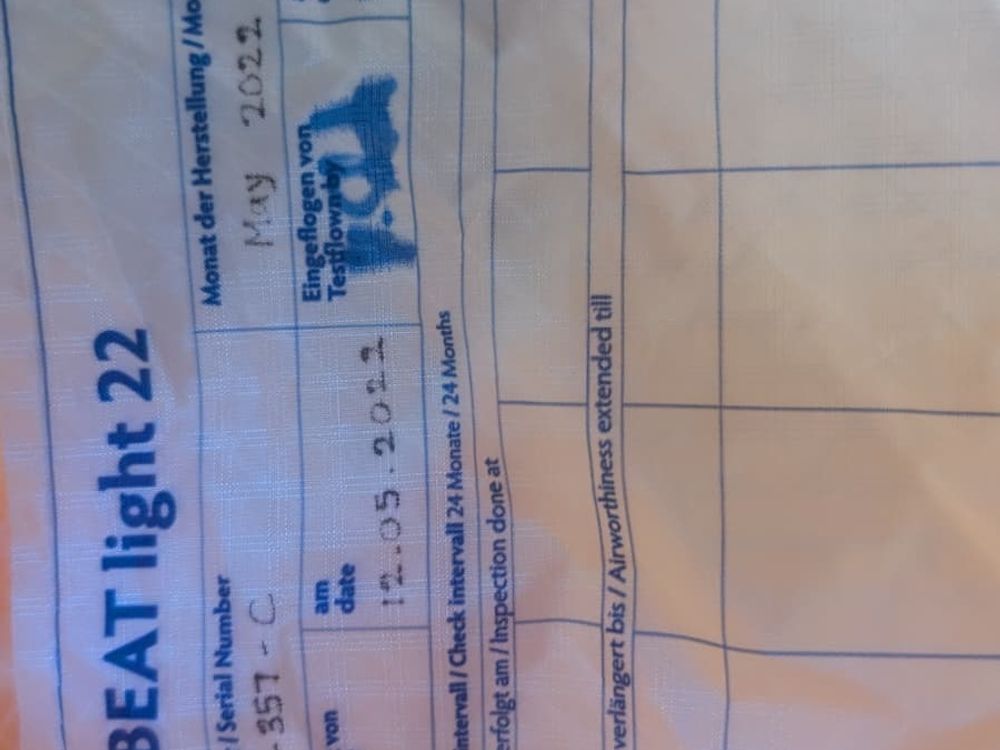 BEAT light 22
/ Serial Number
Monat der Herstellung / Mo
-357-C
May 2022
von
am
date
Eingeflogen von
Testflown by
12.05.2022
ntervall / Check Intervall 24 Monate / 24 Months
erfolgt am / Inspection done at
verlängert bis / Airworthiness extended till